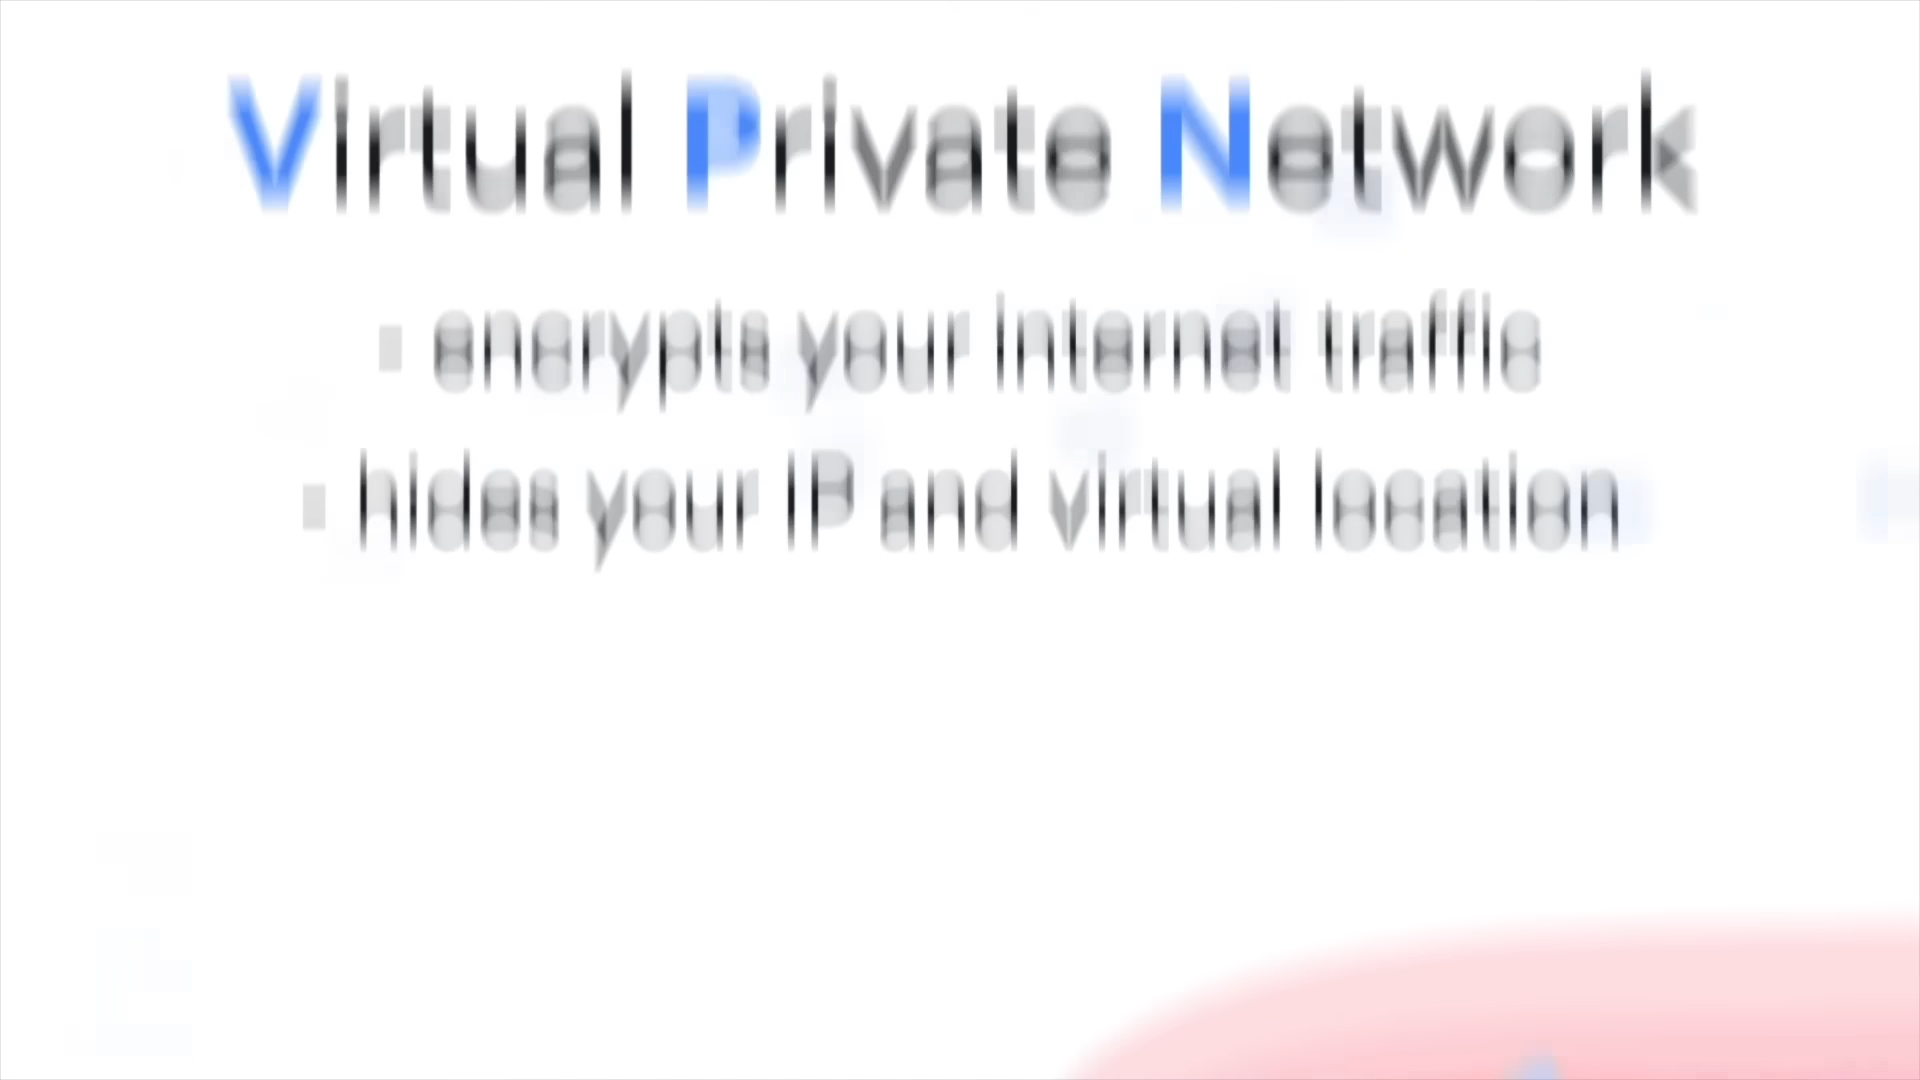 Virtual Private Network
- encrypts your internet traffic
- hides your IP and virtual location